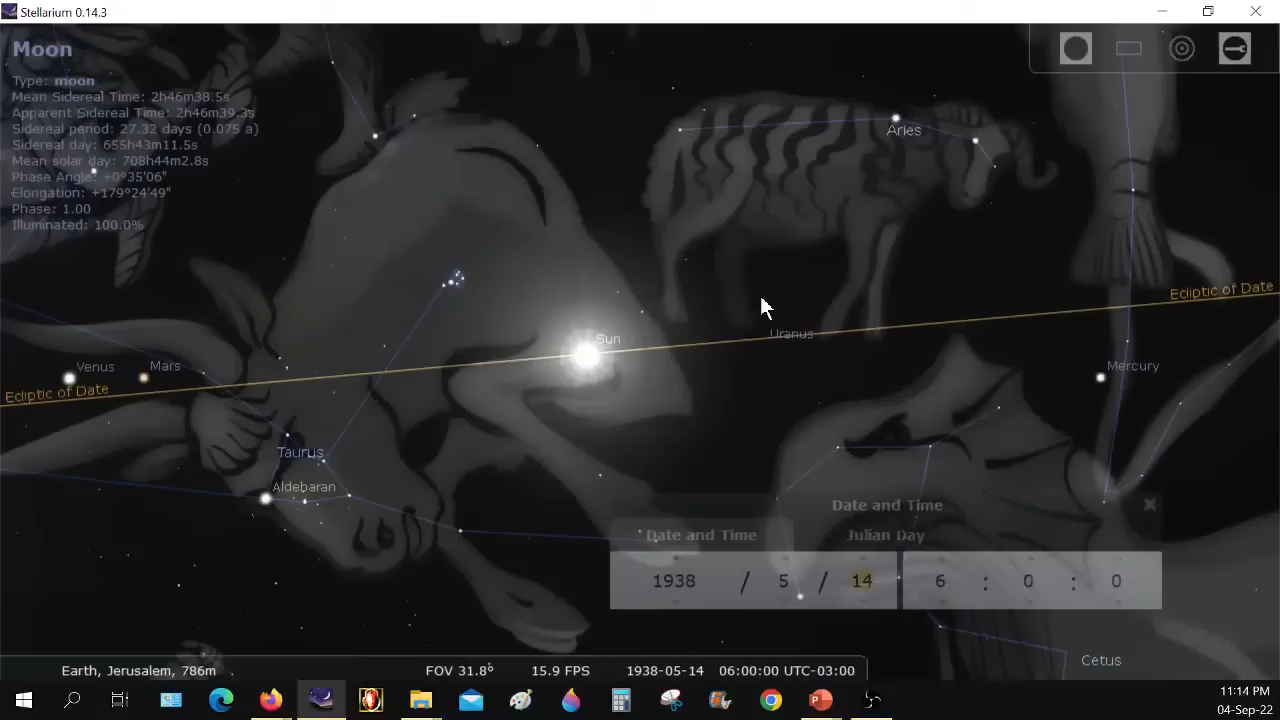 Stellarium 0.14.3
Moon
Type: moon
Mean Sidereal Time: 2h46m38.5s
Apparent Sidereal Time: 2h46m39.3s
Sidereal period: 27.32 days (0.075 a)
Sidereal day: 655h43m11.5s
Mean solar day: 708h44m2.8s
Phase Angle: +0°35'06"
Elongation: +179°24'49"
Phase: 1.00
Illuminated: 100.0%
Aries
Ecliptic of Date
Sun
Uranus
Venus
Mars
Mercury
Ecliptic of Date
Taurus
Aldebaran
Date and Time
Date and Time Julian Day
1938 / 5 / 14 6 : 0 : 0
Cetus
Earth, Jerusalem, 786m FOV 31.8° 15.9 FPS 1938-05-14 06:00:00 UTC-03:00
11:14 PM
04-Sep-22